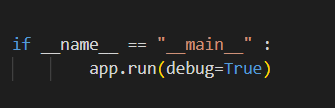 if __name__ == "__main__" :
        app.run(debug=True)